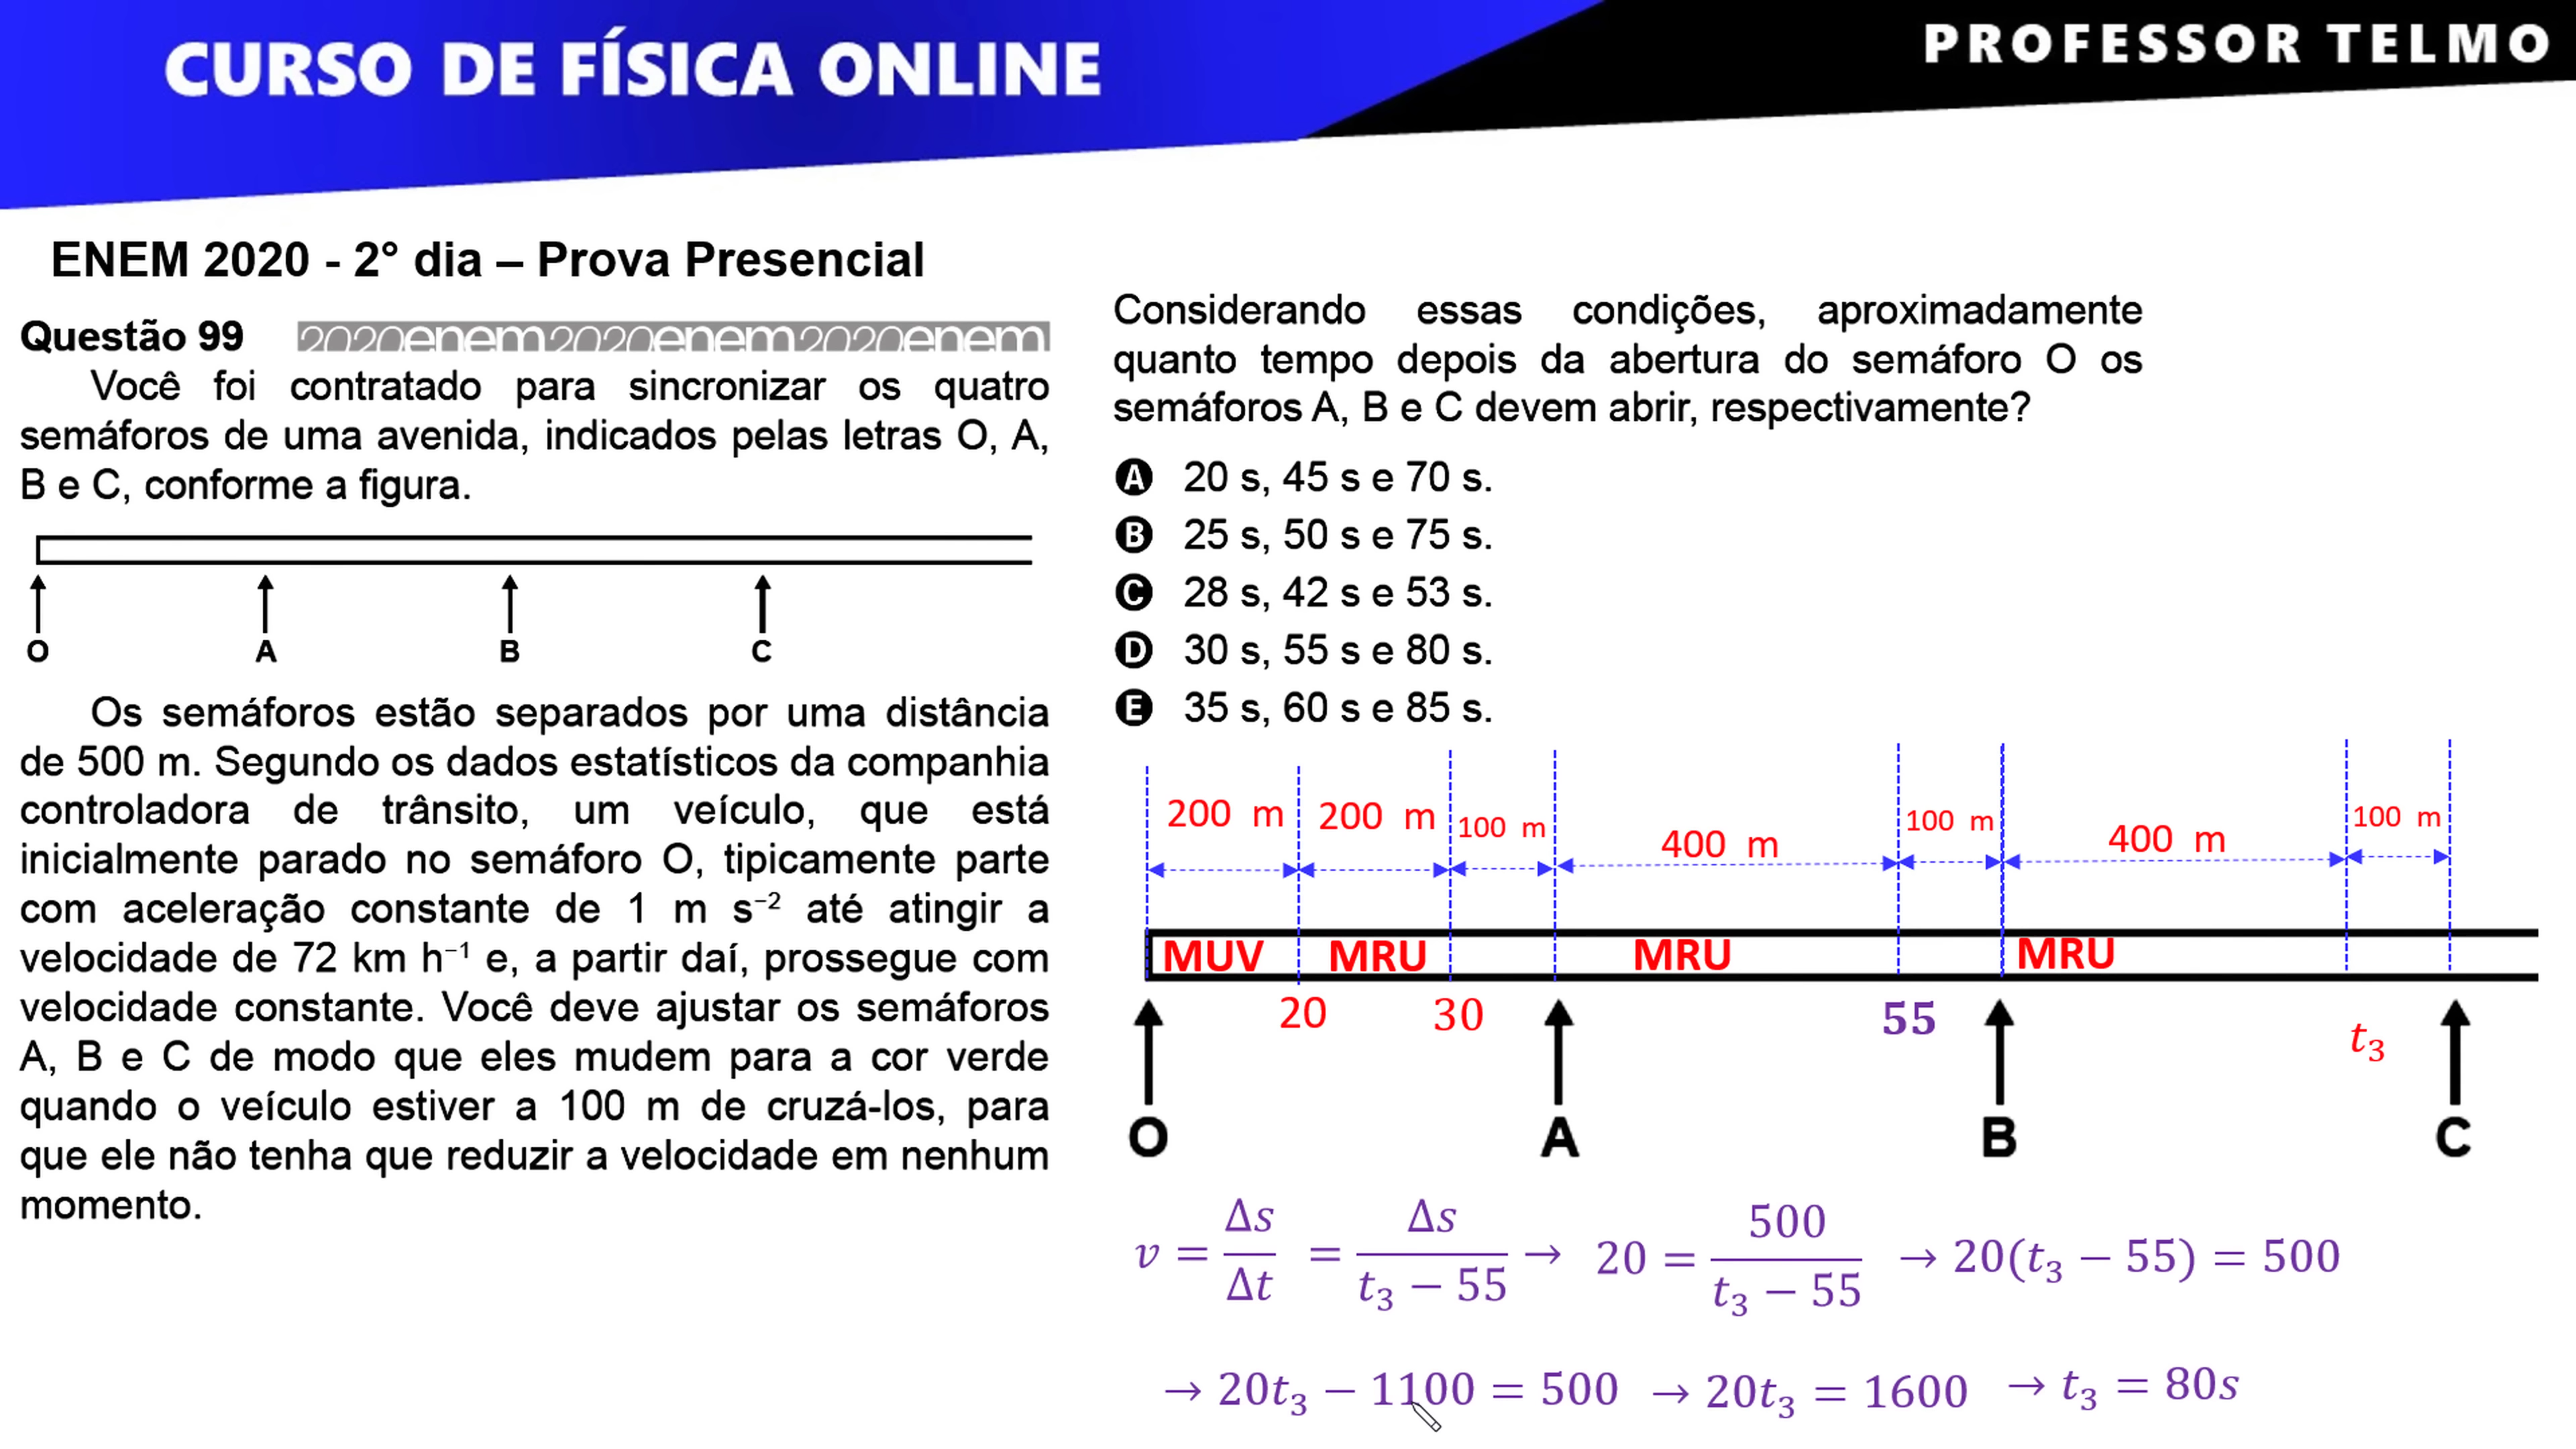 CURSO DE FÍSICA ONLINE
PROFESSOR TELMO
ENEM 2020 - 2° dia – Prova Presencial
Questão 99 2020enem2020enem2020enem
Você foi contratado para sincronizar os quatro
semáforos de uma avenida, indicados pelas letras O, A,
B e C, conforme a figura.
O A B C
Os semáforos estão separados por uma distância
de 500 m. Segundo os dados estatísticos da companhia
controladora de trânsito, um veículo, que está
inicialmente parado no semáforo O, tipicamente parte
com aceleração constante de 1 m s⁻² até atingir a
velocidade de 72 km h⁻¹ e, a partir daí, prossegue com
velocidade constante. Você deve ajustar os semáforos
A, B e C de modo que eles mudem para a cor verde
quando o veículo estiver a 100 m de cruzá-los, para
que ele não tenha que reduzir a velocidade em nenhum
momento.
Considerando essas condições, aproximadamente
quanto tempo depois da abertura do semáforo O os
semáforos A, B e C devem abrir, respectivamente?
A 20 s, 45 s e 70 s.
B 25 s, 50 s e 75 s.
C 28 s, 42 s e 53 s.
D 30 s, 55 s e 80 s.
E 35 s, 60 s e 85 s.
200 m 200 m 100 m 400 m 100 m 400 m 100 m
MUV MRU MRU MRU
20 30 55 t₃
O A B C
v = Δs/Δt = Δs/(t₃ − 55) → 20 = 500/(t₃ − 55) → 20(t₃ − 55) = 500
→ 20t₃ − 1100 = 500 → 20t₃ = 1600 → t₃ = 80s